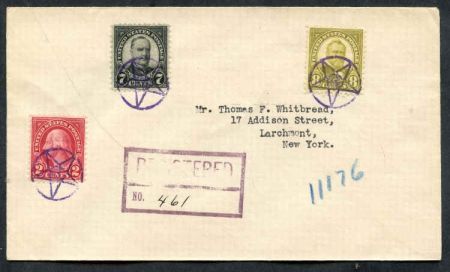 UNITED STATES POSTAGE
7 CENTS 7
UNITED STATES POSTAGE
8 CENTS 8
Mr. Thomas F. Whitbread,
17 Addison Street,
Larchmont,
New York.
UNITED STATES POSTAGE
2 CENTS 2
REGISTERED
NO. 461
11176